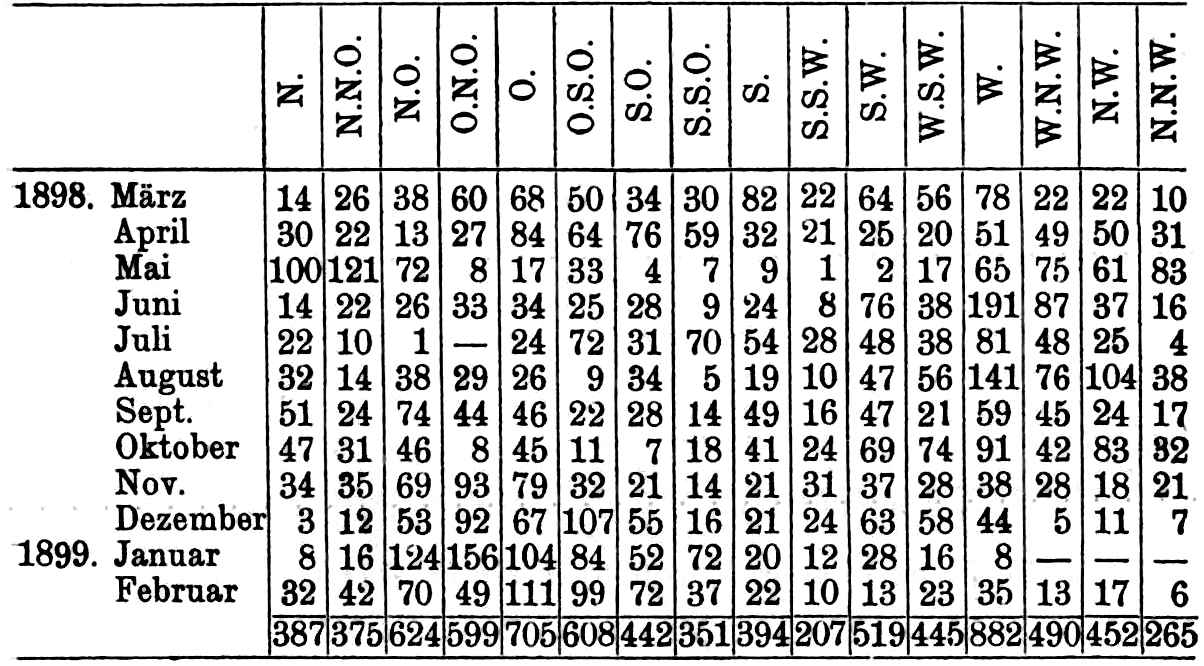 N. N.N.O. N.O. O.N.O. O. O.S.O. S.O. S.S.O. S. S.S.W. S.W. W.S.W. W. W.N.W. N.W. N.N.W.
1898. März 14 26 38 60 68 50 34 30 82 22 64 56 78 22 22 10
April 30 22 13 27 84 64 76 59 32 21 25 20 51 49 50 31
Mai 100 121 72 8 17 33 4 7 9 1 2 17 65 75 61 83
Juni 14 22 26 33 34 25 28 9 24 8 76 38 191 87 37 16
Juli 22 10 1 — 24 72 31 70 54 28 48 38 81 48 25 4
August 32 14 38 29 26 9 34 5 19 10 47 56 141 76 104 38
Sept. 51 24 74 44 46 22 28 14 49 16 47 21 59 45 24 17
Oktober 47 31 46 8 45 11 7 18 41 24 69 74 91 42 83 32
Nov. 34 35 69 93 79 32 21 14 21 31 37 28 38 28 18 21
Dezember 3 12 53 92 67 107 55 16 21 24 63 58 44 5 11 7
1899. Januar 8 16 124 156 104 84 52 72 20 12 28 16 8 — — —
Februar 32 42 70 49 111 99 72 37 22 10 13 23 35 13 17 6
387 375 624 599 705 608 442 351 394 207 519 445 882 490 452 265